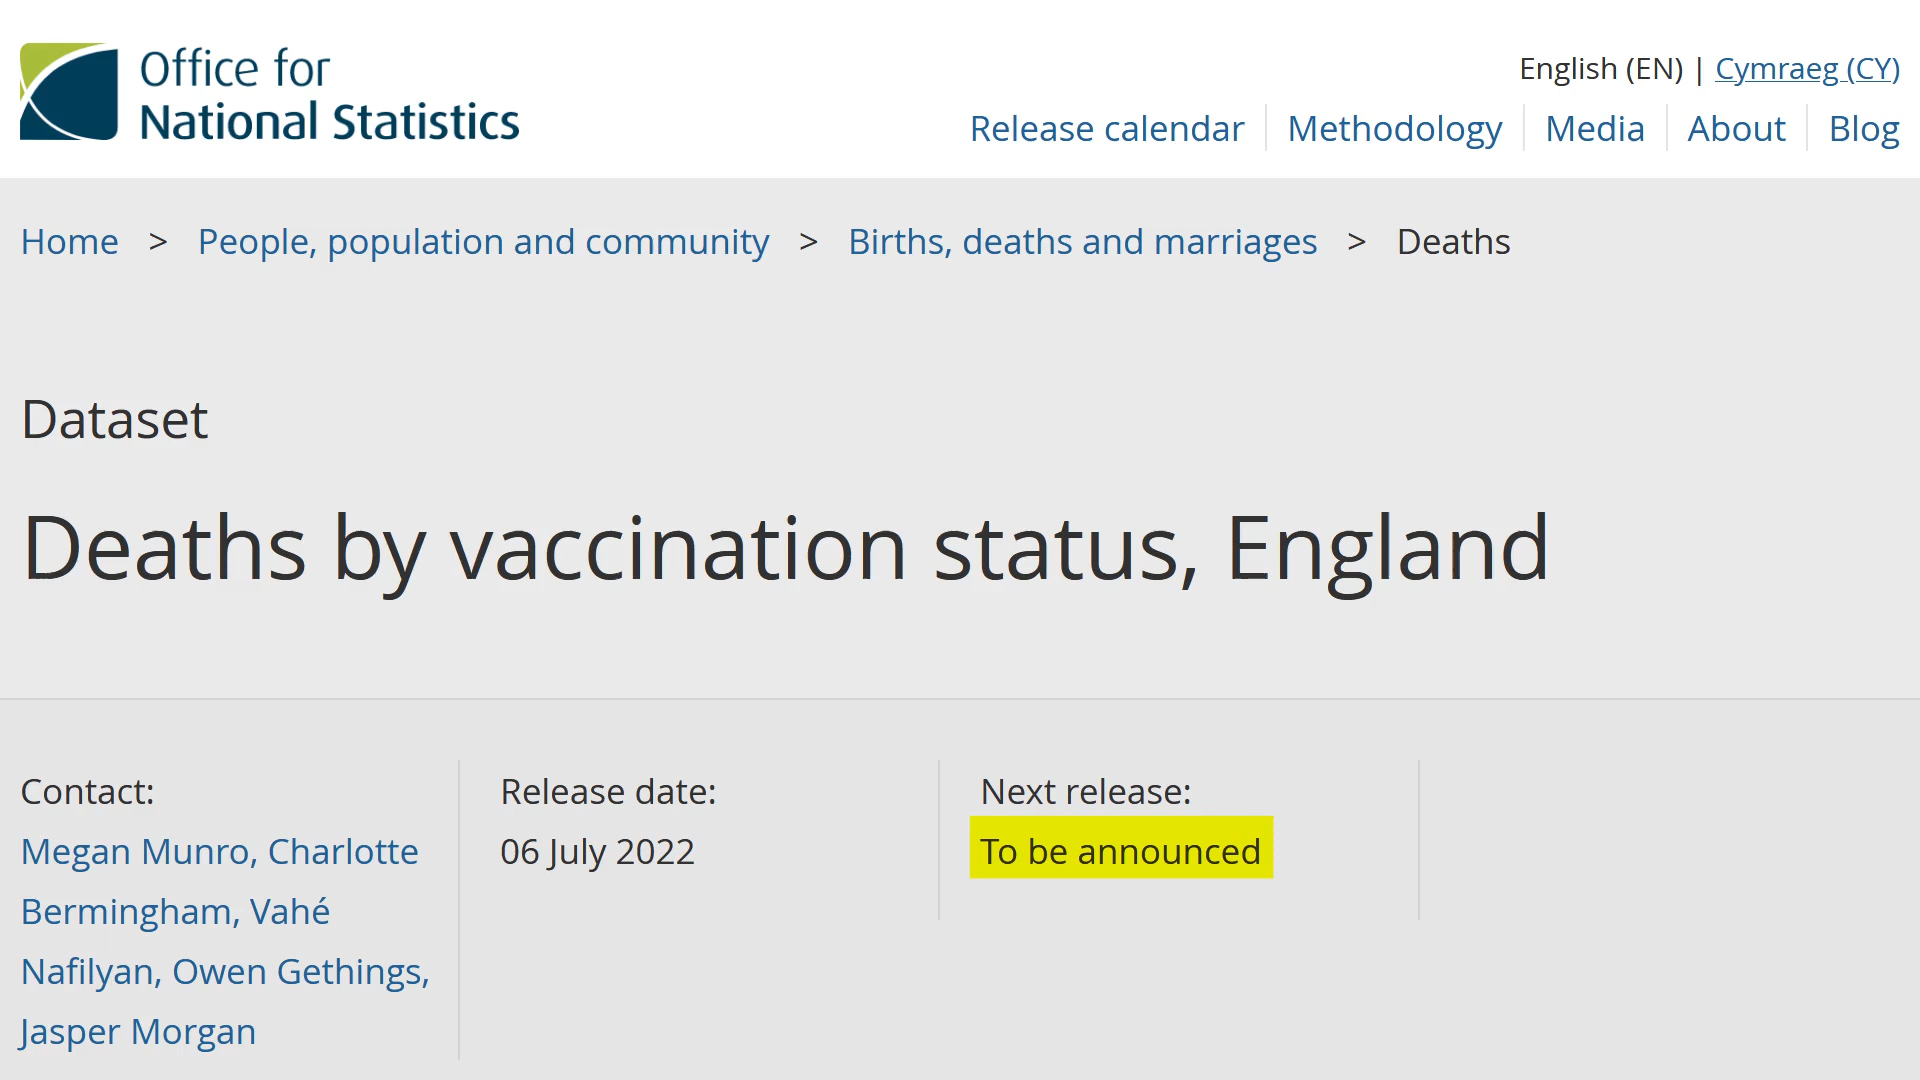 Office for
National Statistics
English (EN) | Cymraeg (CY)
Release calendar Methodology Media About Blog
Home > People, population and community > Births, deaths and marriages > Deaths
Dataset
Deaths by vaccination status, England
Contact:
Megan Munro, Charlotte
Bermingham, Vahé
Nafilyan, Owen Gethings,
Jasper Morgan
Release date:
06 July 2022
Next release:
To be announced